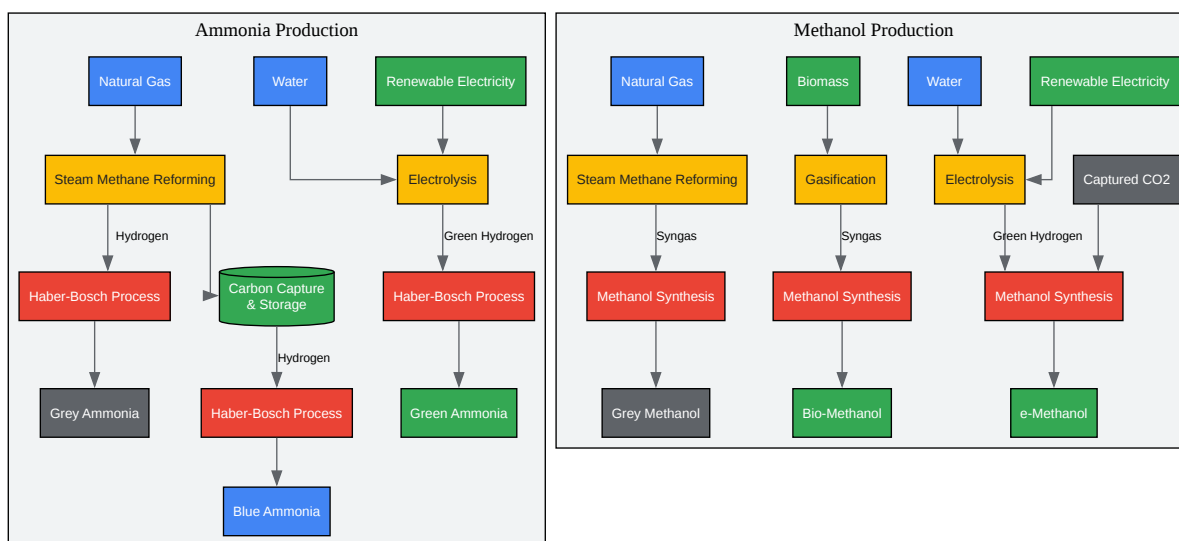 Ammonia Production
Natural Gas
Water
Renewable Electricity
Steam Methane Reforming
Electrolysis
Hydrogen
Green Hydrogen
Haber-Bosch Process
Carbon Capture
& Storage
Haber-Bosch Process
Hydrogen
Grey Ammonia
Haber-Bosch Process
Green Ammonia
Blue Ammonia
Methanol Production
Natural Gas
Biomass
Water
Renewable Electricity
Steam Methane Reforming
Gasification
Electrolysis
Captured CO2
Syngas
Syngas
Green Hydrogen
Methanol Synthesis
Methanol Synthesis
Methanol Synthesis
Grey Methanol
Bio-Methanol
e-Methanol